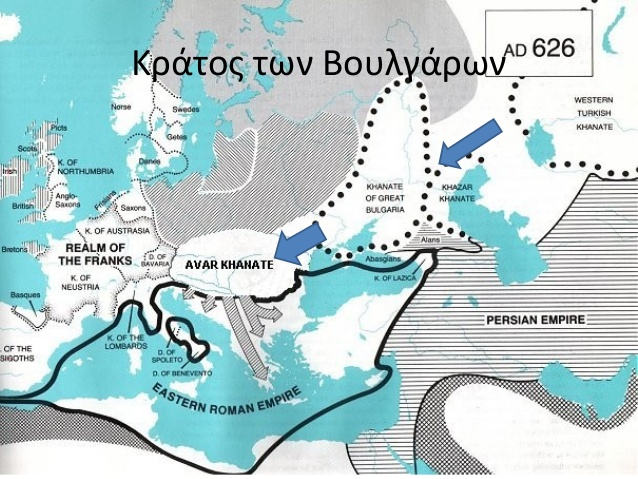 Κράτος των Βουλγάρων
AD 626
WESTERN
TURKISH
KHANATE
Norse
Swedes
Getes
Danes
Picts
Scots
K. OF
NORTHUMBRIA
Irish
British
Anglo-
Saxons
Frisians
Saxons
Bretons
K. OF AUSTRASIA
REALM OF
THE FRANKS
D. OF
BAVARIA
K. OF
NEUSTRIA
Basques
AVAR KHANATE
KHANATE
OF GREAT
BULGARIA
KHAZAR
KHANATE
Alans
Abasgians
K. OF LAZICA
PERSIAN EMPIRE
K. OF THE
LOMBARDS
D. OF
SPOLETO
D. OF BENEVENTO
OF THE
SIGOTHS
EASTERN ROMAN EMPIRE